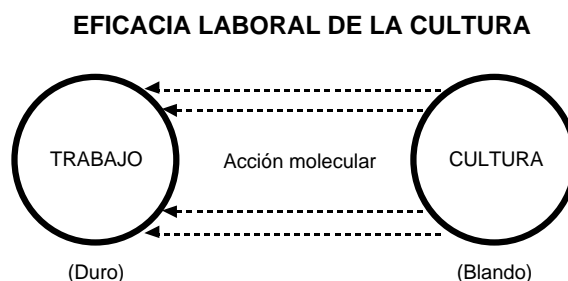 EFICACIA LABORAL DE LA CULTURA
TRABAJO
Acción molecular
CULTURA
(Duro)
(Blando)